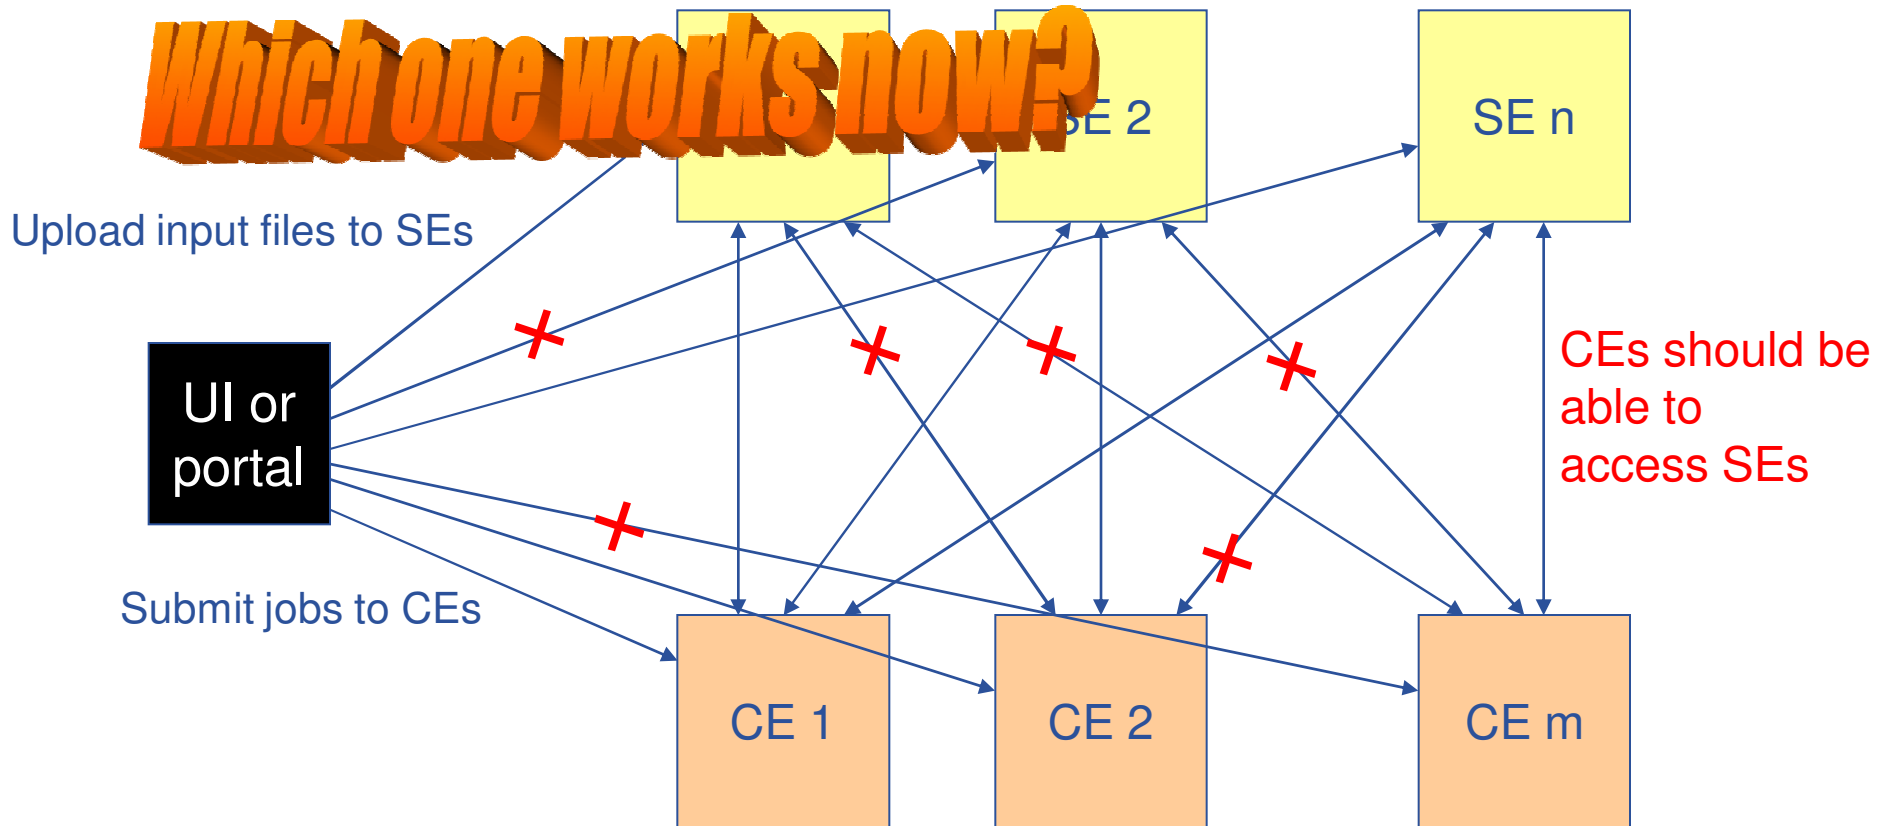 Which one works now?
SE 2
SE n
Upload input files to SEs
UI or
portal
CEs should be
able to
access SEs
Submit jobs to CEs
CE 1
CE 2
CE m